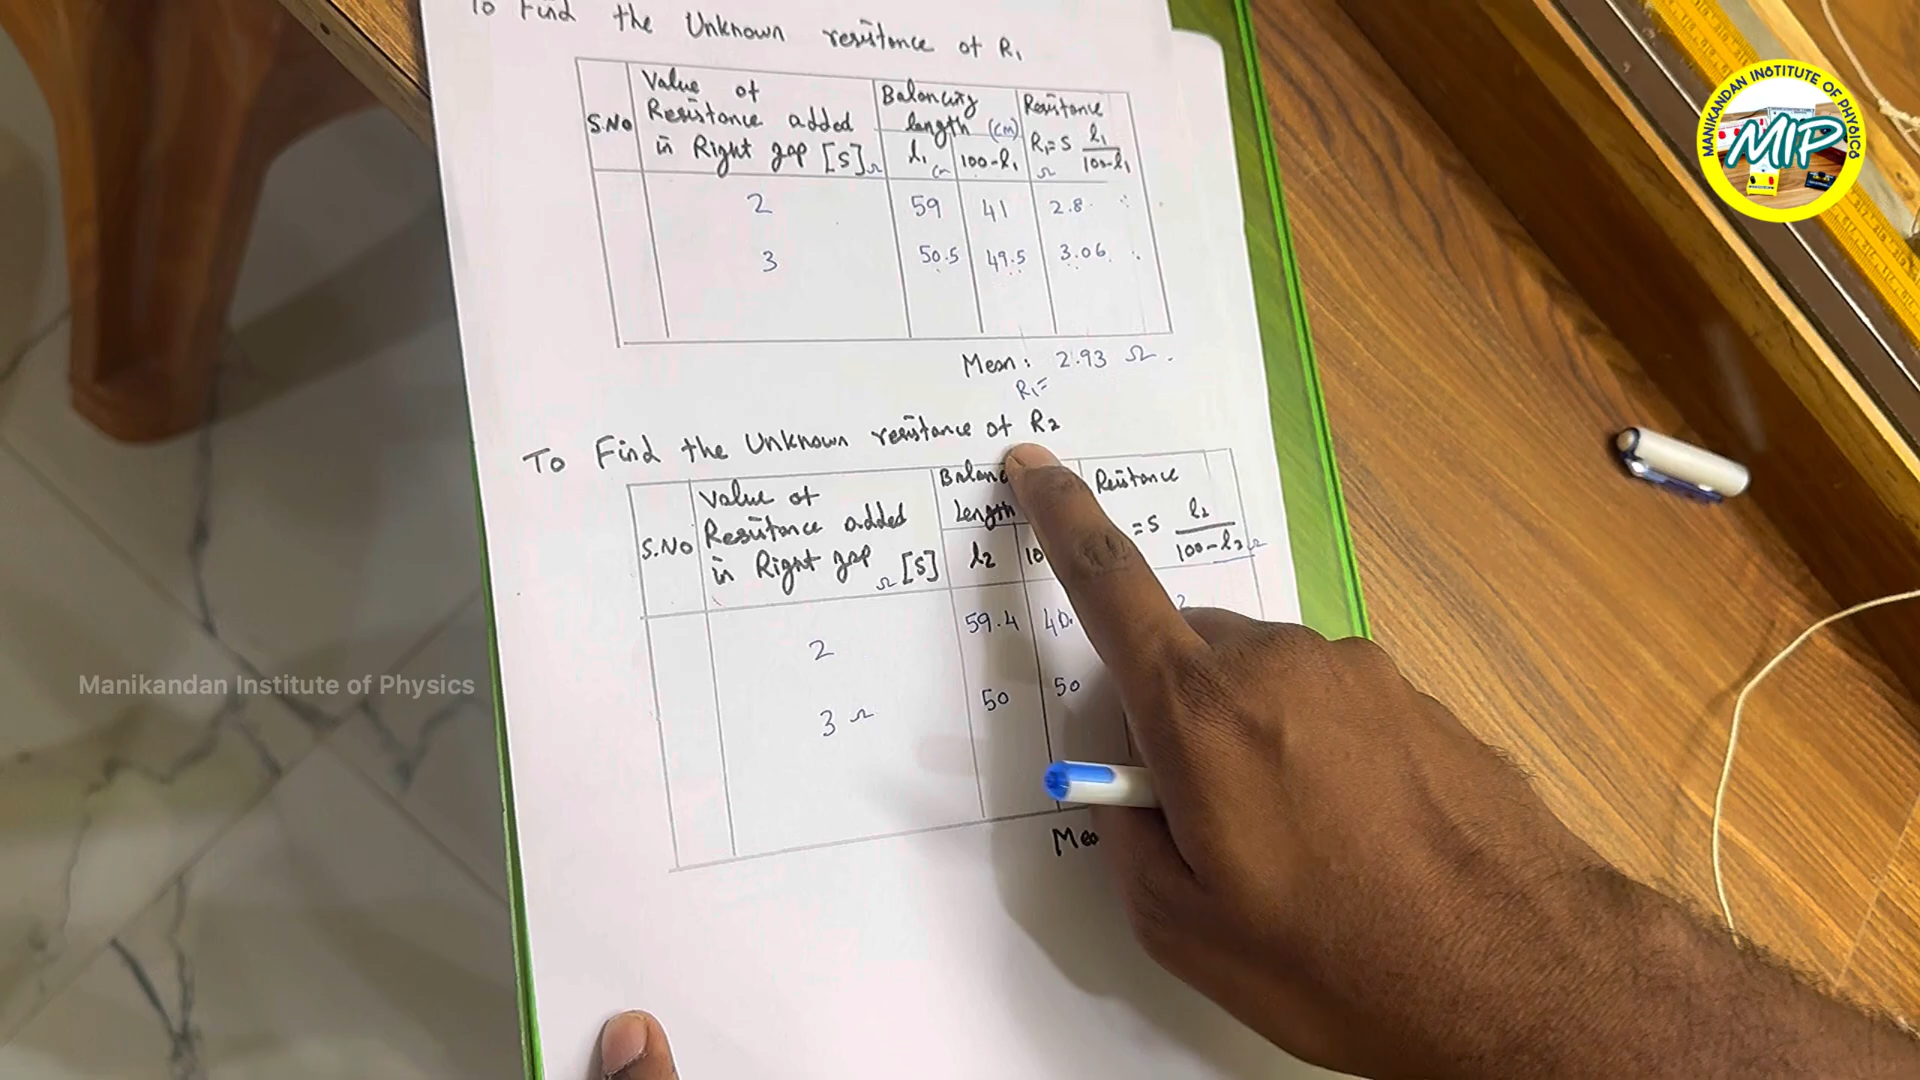 To Find the Unknown resistance of R1
S.No
Value of
Resistance added
in Right gap [S]Ω
Balancing
length (cm)
l1 cm
100-l1
Resistance
R1= S l1/100-l1
Ω
2 59 41 2.8
3 50.5 49.5 3.06
Mean: 2.93 Ω.
R1=
To Find the Unknown resistance of R2
S.No
Value of
Resistance added
in Right gap Ω [S]
Length
l2
Resistance
=S l2/100-l2 Ω
2 59.4
3 Ω 50 50
MANIKANDAN INSTITUTE OF PHYSICS
MIP
Manikandan Institute of Physics